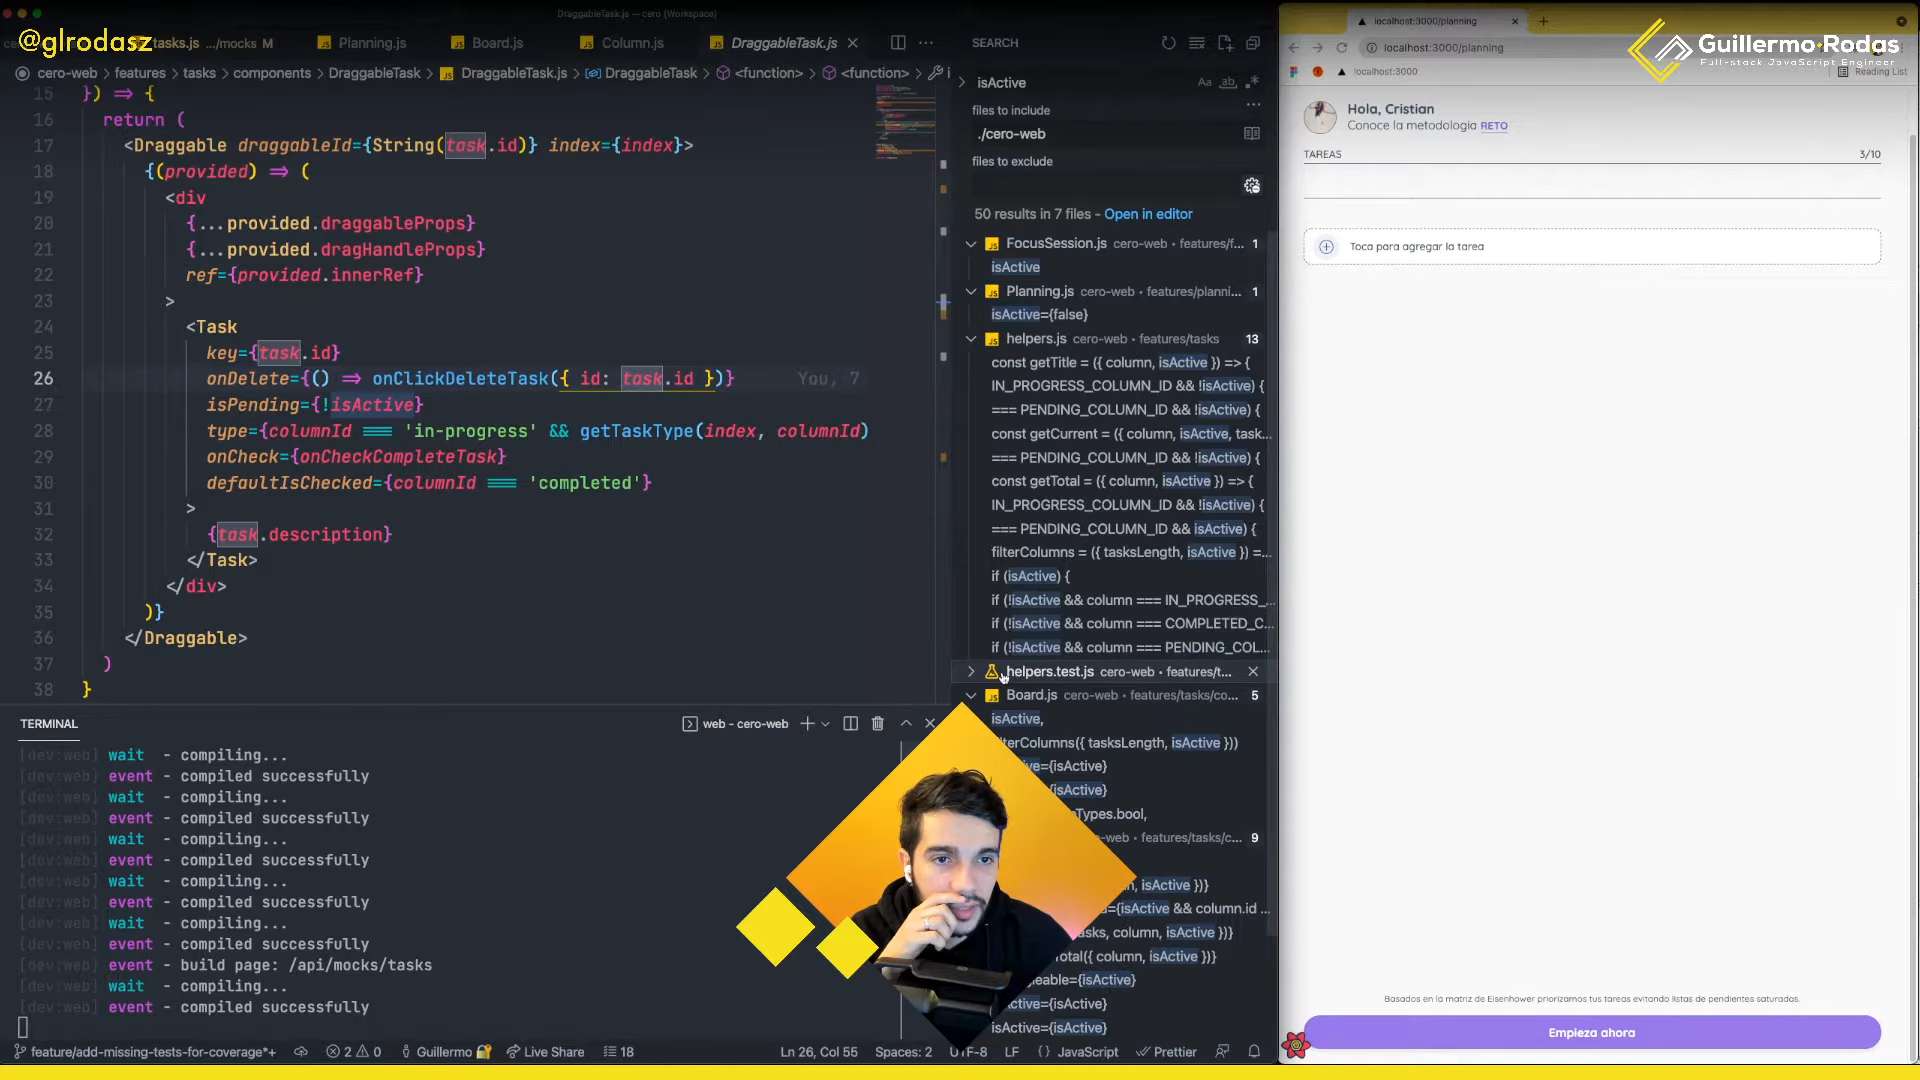 DraggableTask.js — cero (Workspace)
@glrodasz
tasks.js .../mocks M
Planning.js
Board.js
Column.js
DraggableTask.js
cero-web > features > tasks > components > DraggableTask > DraggableTask.js > DraggableTask > <function> > <function>
15 }) => {
16 return (
17 <Draggable draggableId={String(task.id)} index={index}>
18 {(provided) => (
19 <div
20 {...provided.draggableProps}
21 {...provided.dragHandleProps}
22 ref={provided.innerRef}
23 >
24 <Task
25 key={task.id}
26 onDelete={() => onClickDeleteTask({ id: task.id })} You, 7
27 isPending={!isActive}
28 type={columnId === 'in-progress' && getTaskType(index, columnId)
29 onCheck={onCheckCompleteTask}
30 defaultIsChecked={columnId === 'completed'}
31 >
32 {task.description}
33 </Task>
34 </div>
35 )}
36 </Draggable>
37 )
38 }
SEARCH
isActive
files to include
./cero-web
files to exclude
50 results in 7 files - Open in editor
FocusSession.js cero-web • features/f... 1
isActive
Planning.js cero-web • features/planni... 1
isActive={false}
helpers.js cero-web • features/tasks 13
const getTitle = ({ column, isActive }) => {
IN_PROGRESS_COLUMN_ID && !isActive) {
=== PENDING_COLUMN_ID && !isActive) {
const getCurrent = ({ column, isActive, task...
=== PENDING_COLUMN_ID && !isActive) {
const getTotal = ({ column, isActive }) => {
IN_PROGRESS_COLUMN_ID && !isActive) {
=== PENDING_COLUMN_ID && isActive) {
filterColumns = ({ tasksLength, isActive }) =...
if (isActive) {
if (!isActive && column === IN_PROGRESS_...
if (!isActive && column === COMPLETED_C...
if (!isActive && column === PENDING_COL...
helpers.test.js cero-web • features/t...
Board.js cero-web • features/tasks/co... 5
isActive,
terColumns({ tasksLength, isActive }))
e={isActive}
{isActive}
Types.bool,
-web • features/tasks/c... 9
, isActive })}
={isActive && column.id ...
asks, column, isActive })}
otal({ column, isActive })}
eable={isActive}
ctive={isActive}
isActive={isActive}
TERMINAL
web - cero-web
[dev:web] wait - compiling...
[dev:web] event - compiled successfully
[dev:web] wait - compiling...
[dev:web] event - compiled successfully
[dev:web] wait - compiling...
[dev:web] event - compiled successfully
[dev:web] wait - compiling...
[dev:web] event - compiled successfully
[dev:web] wait - compiling...
[dev:web] event - compiled successfully
[dev:web] event - build page: /api/mocks/tasks
[dev:web] wait - compiling...
[dev:web] event - compiled successfully
feature/add-missing-tests-for-coverage*+ 2 0 Guillermo Live Share 18 Ln 26, Col 55 Spaces: 2 UTF-8 LF {} JavaScript Prettier
localhost:3000/planning
localhost:3000/planning
localhost:3000
Reading List
Guillermo Rodas
Full-stack JavaScript Engineer
Hola, Cristian
Conoce la metodología RETO
TAREAS 3/10
Toca para agregar la tarea
Basados en la matriz de Eisenhower priorizamos tus tareas evitando listas de pendientes saturadas.
Empieza ahora